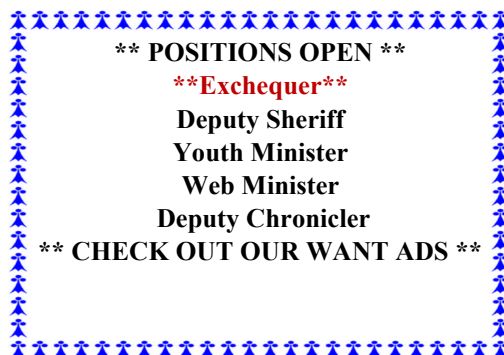 ** POSITIONS OPEN **
**Exchequer**
Deputy Sheriff
Youth Minister
Web Minister
Deputy Chronicler
** CHECK OUT OUR WANT ADS **